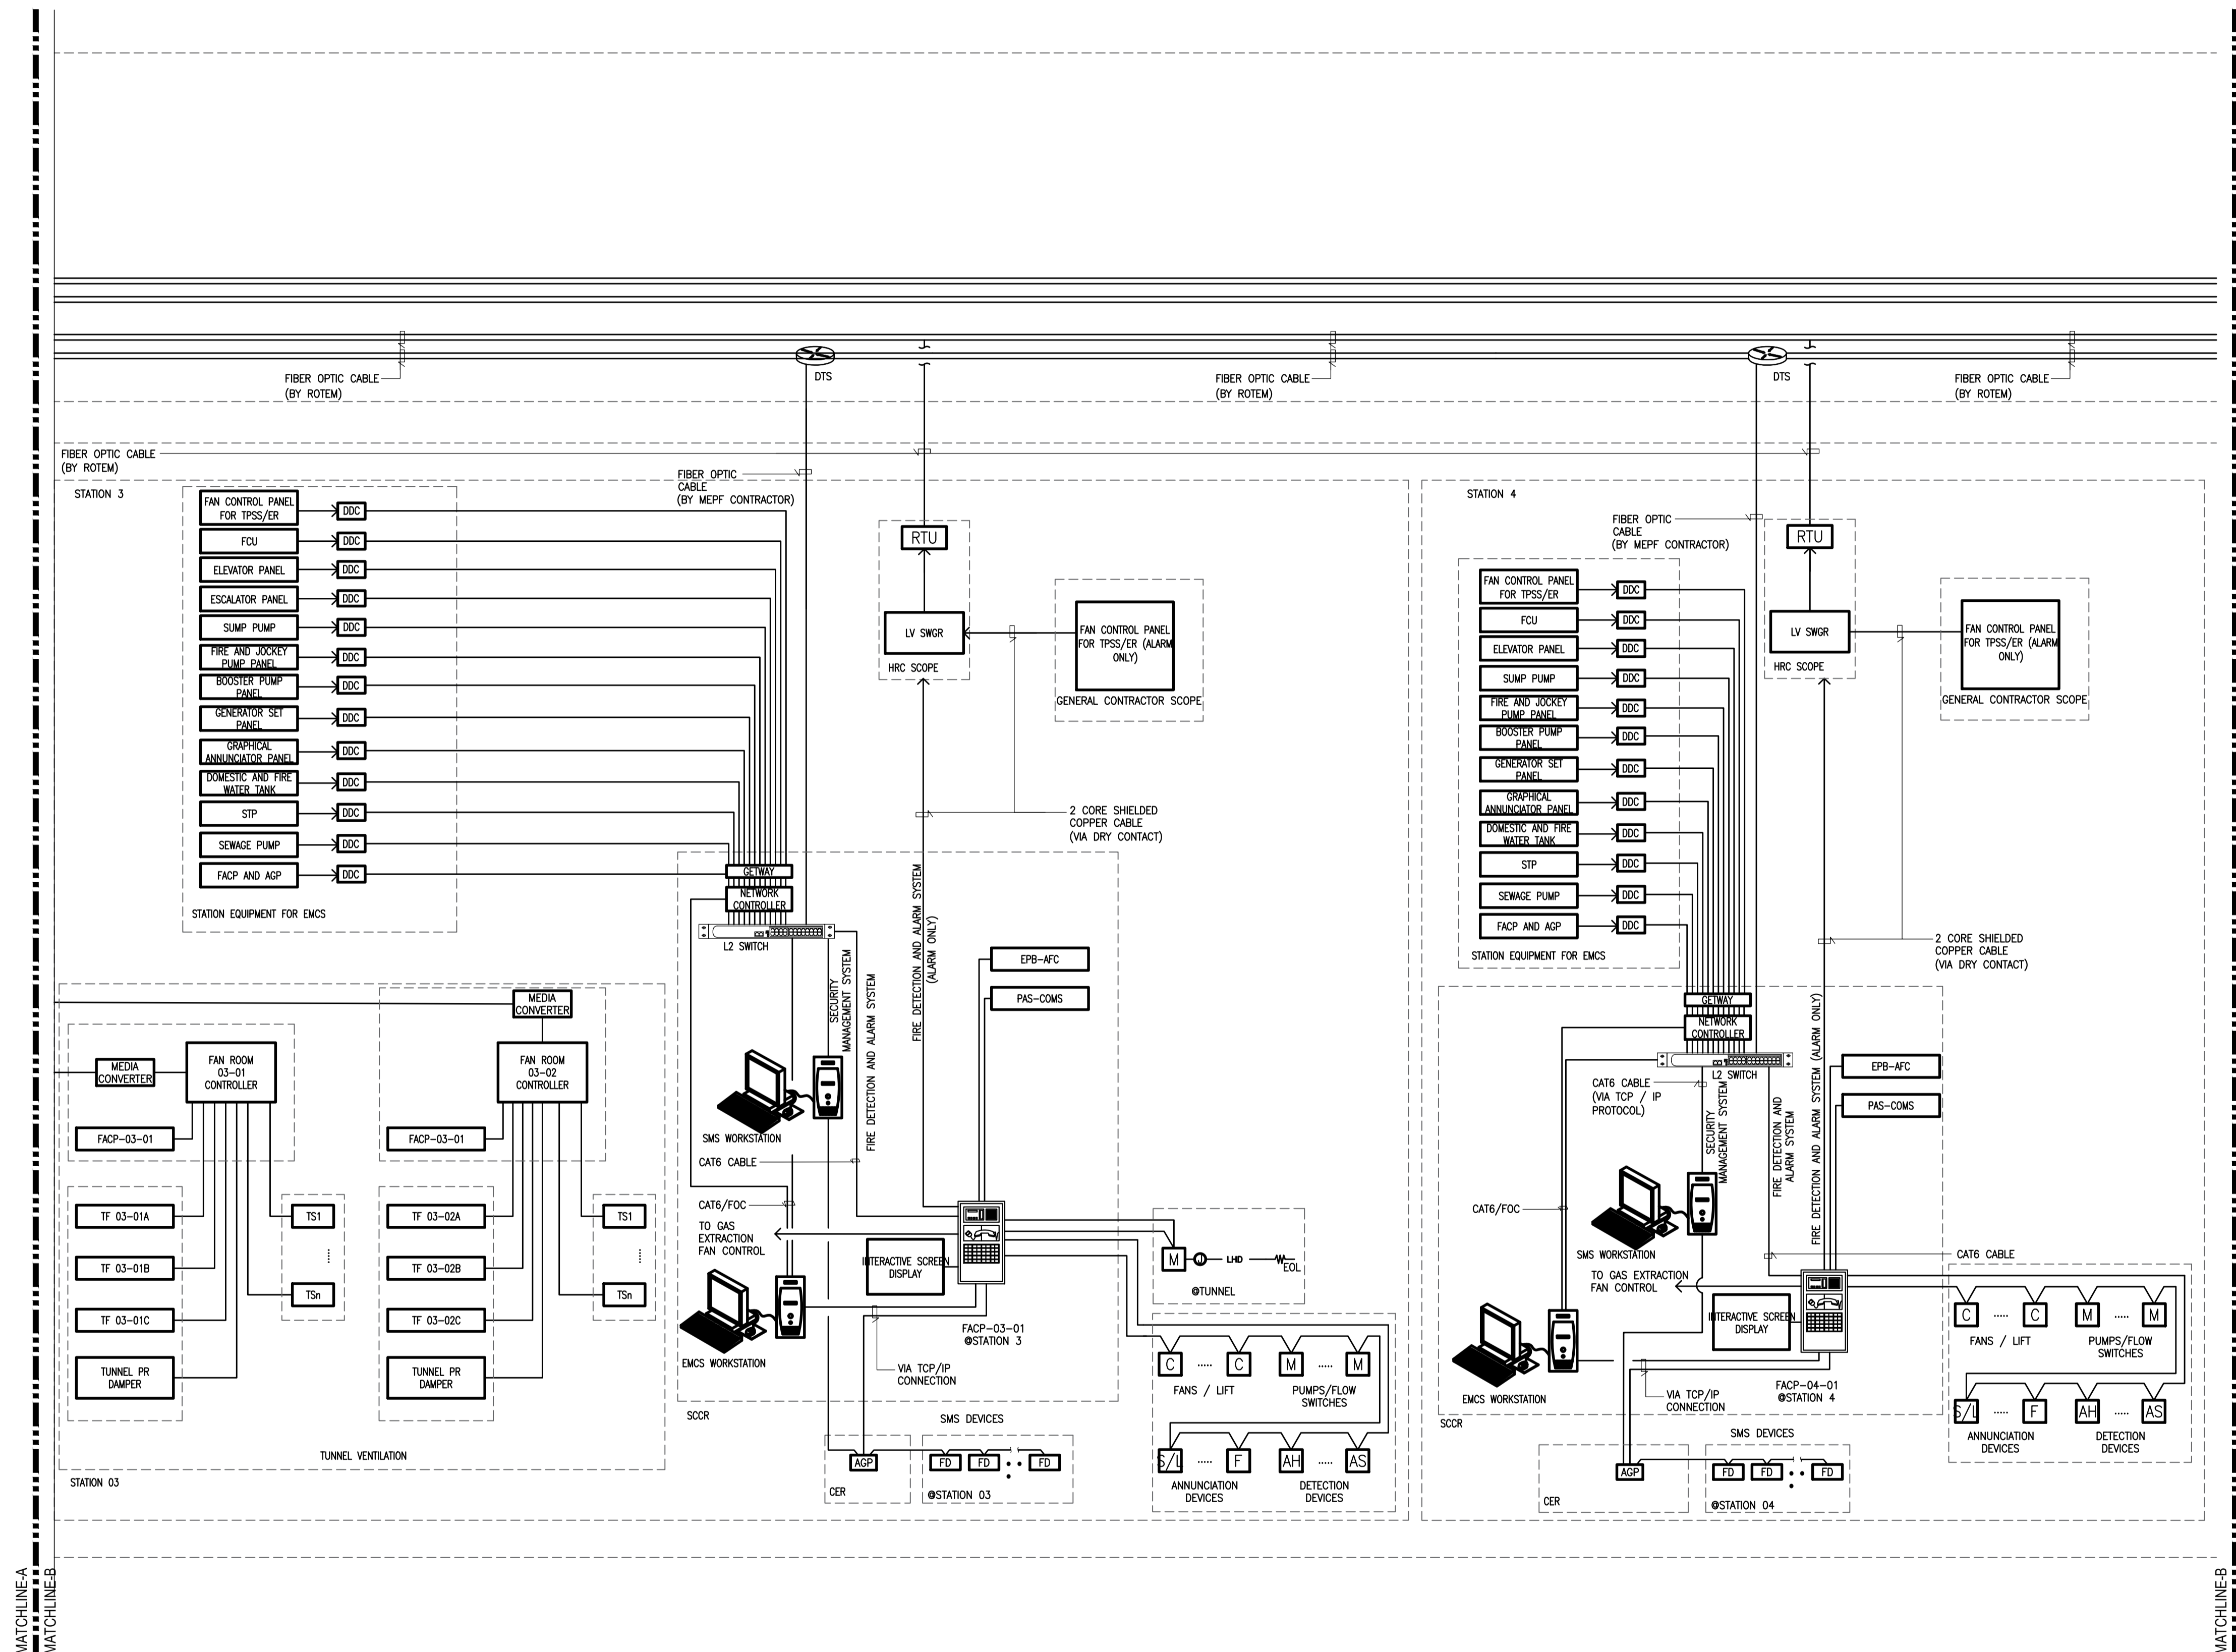 DTS
DTS
FIBER OPTIC CABLE
(BY ROTEM)
FIBER OPTIC CABLE
(BY ROTEM)
FIBER OPTIC CABLE
(BY ROTEM)
FIBER OPTIC CABLE
(BY ROTEM)
STATION 3
FIBER OPTIC
CABLE
(BY MEPF CONTRACTOR)
FAN CONTROL PANEL
FOR TPSS/ER
DDC
FCU
DDC
ELEVATOR PANEL
DDC
ESCALATOR PANEL
DDC
SUMP PUMP
DDC
FIRE AND JOCKEY
PUMP PANEL
DDC
BOOSTER PUMP
PANEL
DDC
GENERATOR SET
PANEL
DDC
GRAPHICAL
ANNUNCIATOR PANEL
DDC
DOMESTIC AND FIRE
WATER TANK
DDC
STP
DDC
SEWAGE PUMP
DDC
FACP AND AGP
DDC
STATION EQUIPMENT FOR EMCS
RTU
LV SWGR
HRC SCOPE
FAN CONTROL PANEL
FOR TPSS/ER (ALARM
ONLY)
GENERAL CONTRACTOR SCOPE
2 CORE SHIELDED
COPPER CABLE
(VIA DRY CONTACT)
GETWAY
NETWORK
CONTROLLER
L2 SWITCH
SECURITY
MANAGEMENT SYSTEM
FIRE DETECTION AND ALARM SYSTEM
FIRE DETECTION AND ALARM SYSTEM
(ALARM ONLY)
EPB-AFC
PAS-COMS
SMS WORKSTATION
CAT6 CABLE
CAT6/FOC
TO GAS
EXTRACTION
FAN CONTROL
INTERACTIVE SCREEN
DISPLAY
EMCS WORKSTATION
FACP-03-01
@STATION 3
VIA TCP/IP
CONNECTION
SCCR
M
J
LHD
EOL
@TUNNEL
C ..... C M ..... M
FANS / LIFT
PUMPS/FLOW
SWITCHES
S/L ..... F AH ..... AS
ANNUNCIATION
DEVICES
DETECTION
DEVICES
SMS DEVICES
AGP
CER
FD FD FD
@STATION 03
MEDIA
CONVERTER
FAN ROOM
03-01
CONTROLLER
FACP-03-01
TF 03-01A
TF 03-01B
TF 03-01C
TUNNEL PR
DAMPER
TS1
TSn
MEDIA
CONVERTER
FAN ROOM
03-02
CONTROLLER
FACP-03-01
TF 03-02A
TF 03-02B
TF 03-02C
TUNNEL PR
DAMPER
TS1
TSn
TUNNEL VENTILATION
STATION 03
STATION 4
FIBER OPTIC
CABLE
(BY MEPF CONTRACTOR)
FAN CONTROL PANEL
FOR TPSS/ER
DDC
FCU
DDC
ELEVATOR PANEL
DDC
SUMP PUMP
DDC
FIRE AND JOCKEY
PUMP PANEL
DDC
BOOSTER PUMP
PANEL
DDC
GENERATOR SET
PANEL
DDC
GRAPHICAL
ANNUNCIATOR PANEL
DDC
DOMESTIC AND FIRE
WATER TANK
DDC
STP
DDC
SEWAGE PUMP
DDC
FACP AND AGP
DDC
STATION EQUIPMENT FOR EMCS
RTU
LV SWGR
HRC SCOPE
FAN CONTROL PANEL
FOR TPSS/ER (ALARM
ONLY)
GENERAL CONTRACTOR SCOPE
2 CORE SHIELDED
COPPER CABLE
(VIA DRY CONTACT)
GETWAY
NETWORK
CONTROLLER
L2 SWITCH
CAT6 CABLE
(VIA TCP / IP
PROTOCOL)
SECURITY
MANAGEMENT SYSTEM
FIRE DETECTION AND
ALARM SYSTEM
FIRE DETECTION AND ALARM SYSTEM (ALARM ONLY)
EPB-AFC
PAS-COMS
CAT6/FOC
SMS WORKSTATION
CAT6 CABLE
TO GAS EXTRACTION
FAN CONTROL
INTERACTIVE SCREEN
DISPLAY
EMCS WORKSTATION
FACP-04-01
@STATION 4
VIA TCP/IP
CONNECTION
SCCR
C ..... C M ..... M
FANS / LIFT
PUMPS/FLOW
SWITCHES
S/L ..... F AH ..... AS
ANNUNCIATION
DEVICES
DETECTION
DEVICES
SMS DEVICES
AGP
CER
FD FD FD
@STATION 04
MATCHLINE-A
MATCHLINE-B
MATCHLINE-B